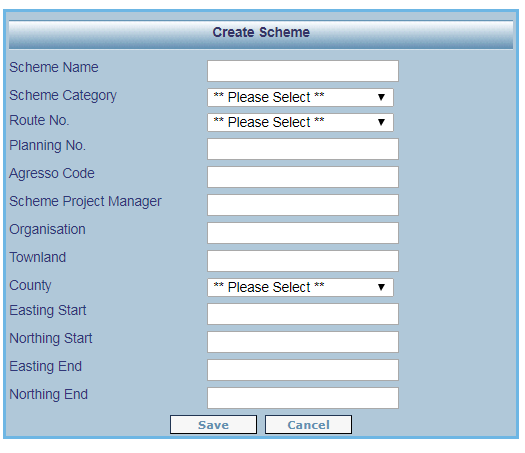 Create Scheme
Scheme Name
Scheme Category ** Please Select **
Route No. ** Please Select **
Planning No.
Agresso Code
Scheme Project Manager
Organisation
Townland
County ** Please Select **
Easting Start
Northing Start
Easting End
Northing End
Save Cancel